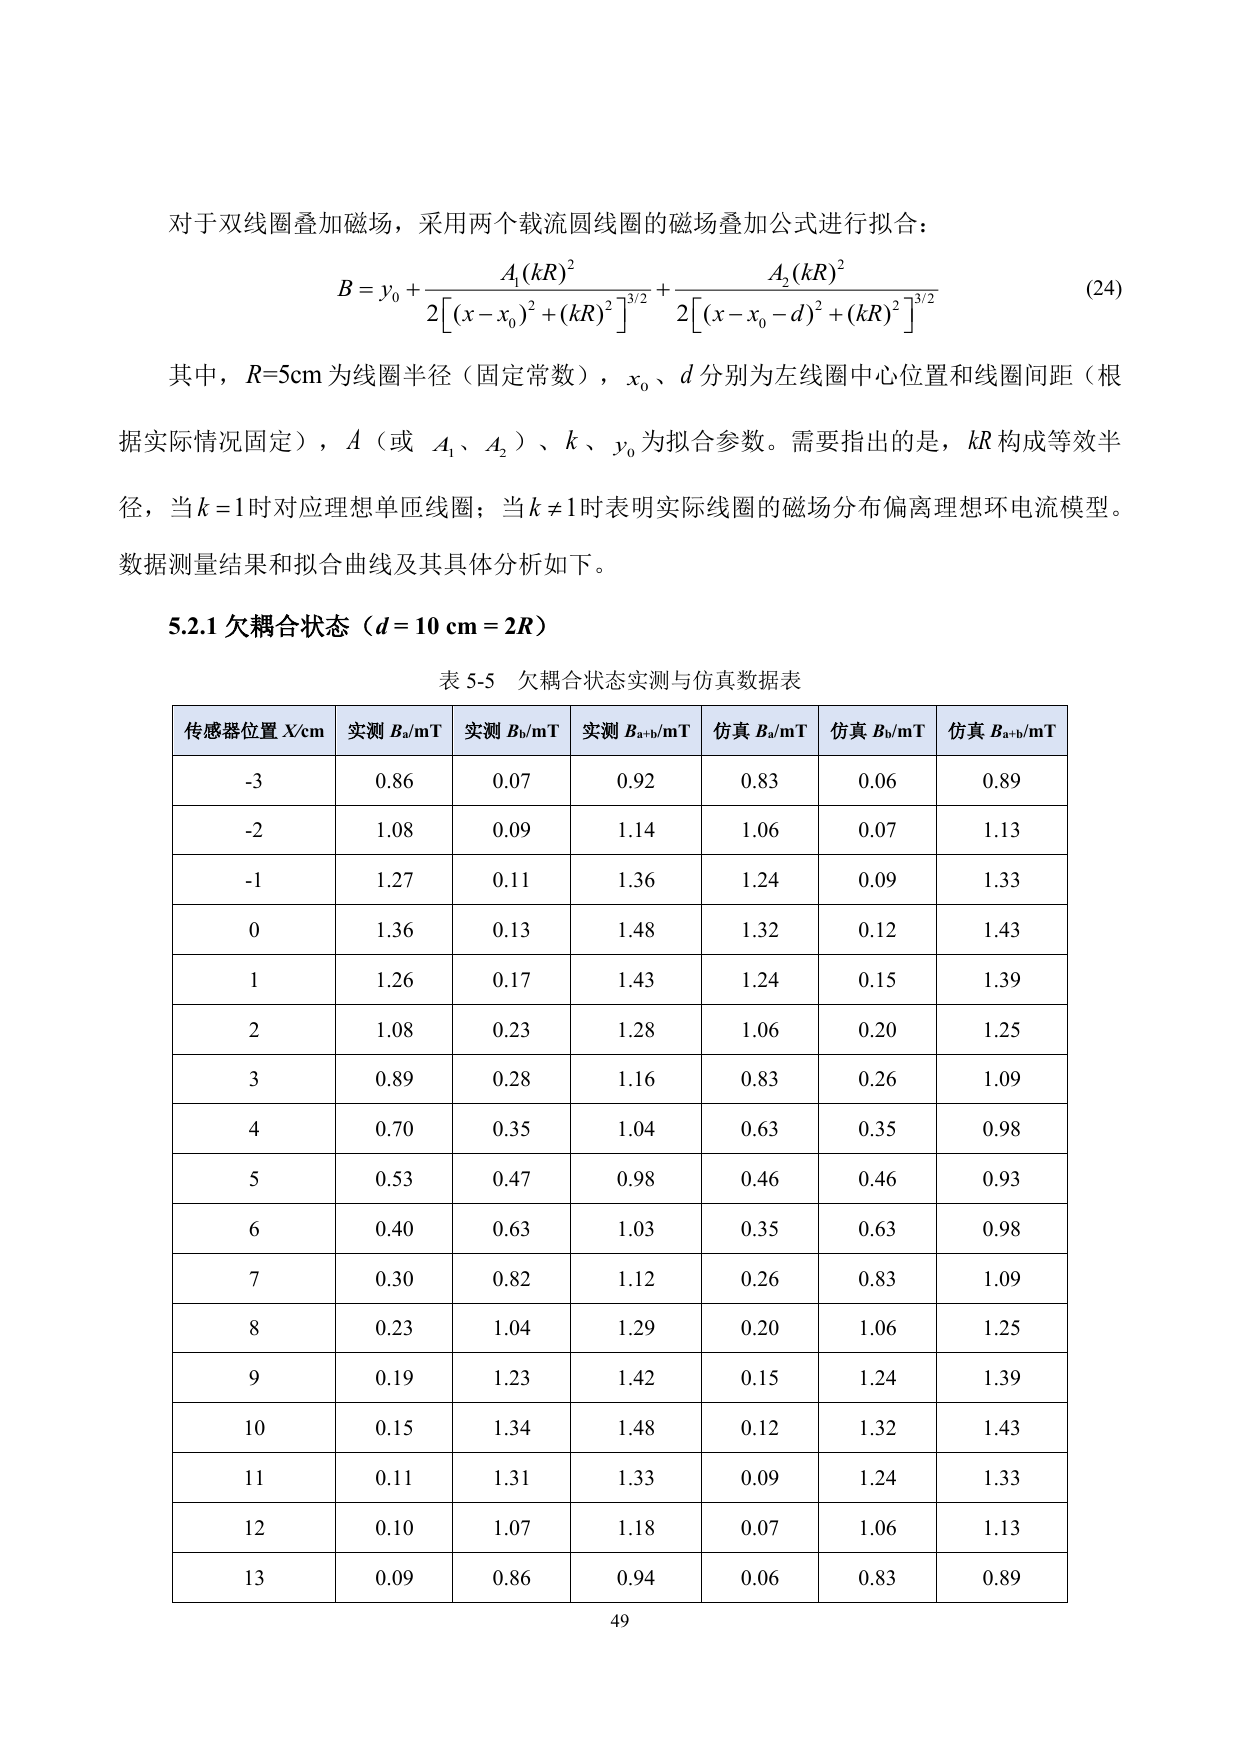 对于双线圈叠加磁场，采用两个载流圆线圈的磁场叠加公式进行拟合：
B = y₀ + A₁(kR)² / 2[(x − x₀)² + (kR)²]^{3/2} + A₂(kR)² / 2[(x − x₀ − d)² + (kR)²]^{3/2} (24)
其中，R=5cm 为线圈半径（固定常数），x₀、d 分别为左线圈中心位置和线圈间距（根
据实际情况固定），A（或 A₁、A₂）、k、y₀ 为拟合参数。需要指出的是，kR 构成等效半
径，当 k = 1 时对应理想单匝线圈；当 k ≠ 1 时表明实际线圈的磁场分布偏离理想环电流模型。
数据测量结果和拟合曲线及其具体分析如下。
5.2.1 欠耦合状态（d = 10 cm = 2R）
表 5-5 欠耦合状态实测与仿真数据表
传感器位置 X/cm 实测 Ba/mT 实测 Bb/mT 实测 Ba+b/mT 仿真 Ba/mT 仿真 Bb/mT 仿真 Ba+b/mT
-3 0.86 0.07 0.92 0.83 0.06 0.89
-2 1.08 0.09 1.14 1.06 0.07 1.13
-1 1.27 0.11 1.36 1.24 0.09 1.33
0 1.36 0.13 1.48 1.32 0.12 1.43
1 1.26 0.17 1.43 1.24 0.15 1.39
2 1.08 0.23 1.28 1.06 0.20 1.25
3 0.89 0.28 1.16 0.83 0.26 1.09
4 0.70 0.35 1.04 0.63 0.35 0.98
5 0.53 0.47 0.98 0.46 0.46 0.93
6 0.40 0.63 1.03 0.35 0.63 0.98
7 0.30 0.82 1.12 0.26 0.83 1.09
8 0.23 1.04 1.29 0.20 1.06 1.25
9 0.19 1.23 1.42 0.15 1.24 1.39
10 0.15 1.34 1.48 0.12 1.32 1.43
11 0.11 1.31 1.33 0.09 1.24 1.33
12 0.10 1.07 1.18 0.07 1.06 1.13
13 0.09 0.86 0.94 0.06 0.83 0.89
49